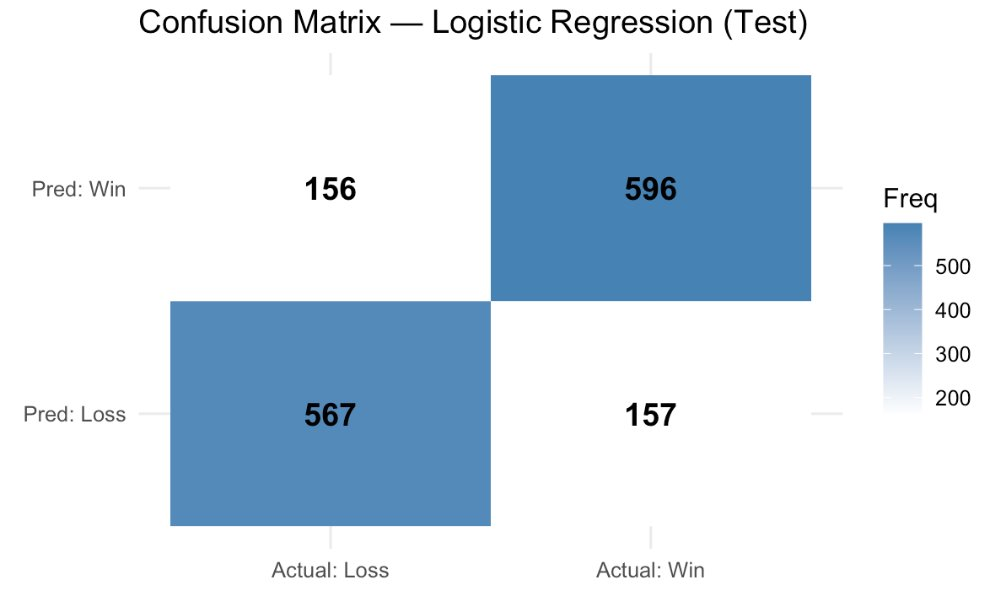 Confusion Matrix — Logistic Regression (Test)
Pred: Win
156
596
Pred: Loss
567
157
Actual: Loss
Actual: Win
Freq
500
400
300
200